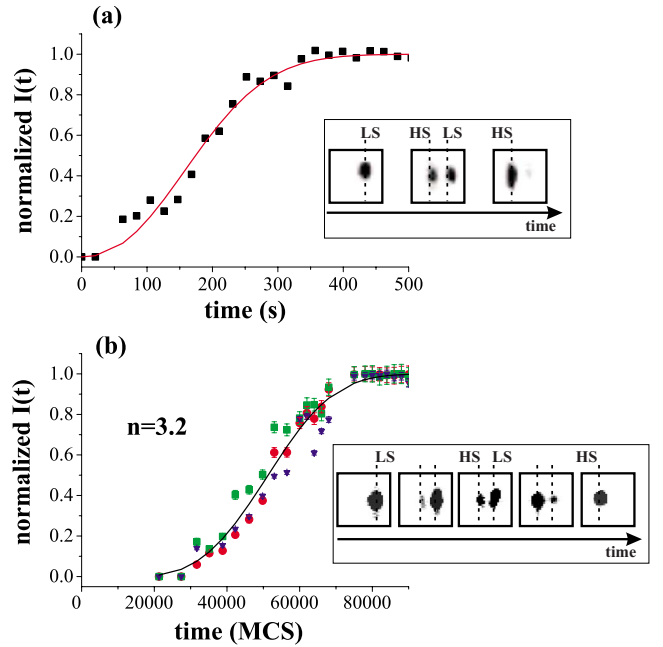 (a)
normalized I(t)
1.0
0.8
0.6
0.4
0.2
0.0
0 100 200 300 400 500
time (s)
LS HS LS HS
time
(b)
normalized I(t)
1.0
0.8
0.6
0.4
0.2
0.0
n=3.2
20000 40000 60000 80000
time (MCS)
LS HS LS HS
time